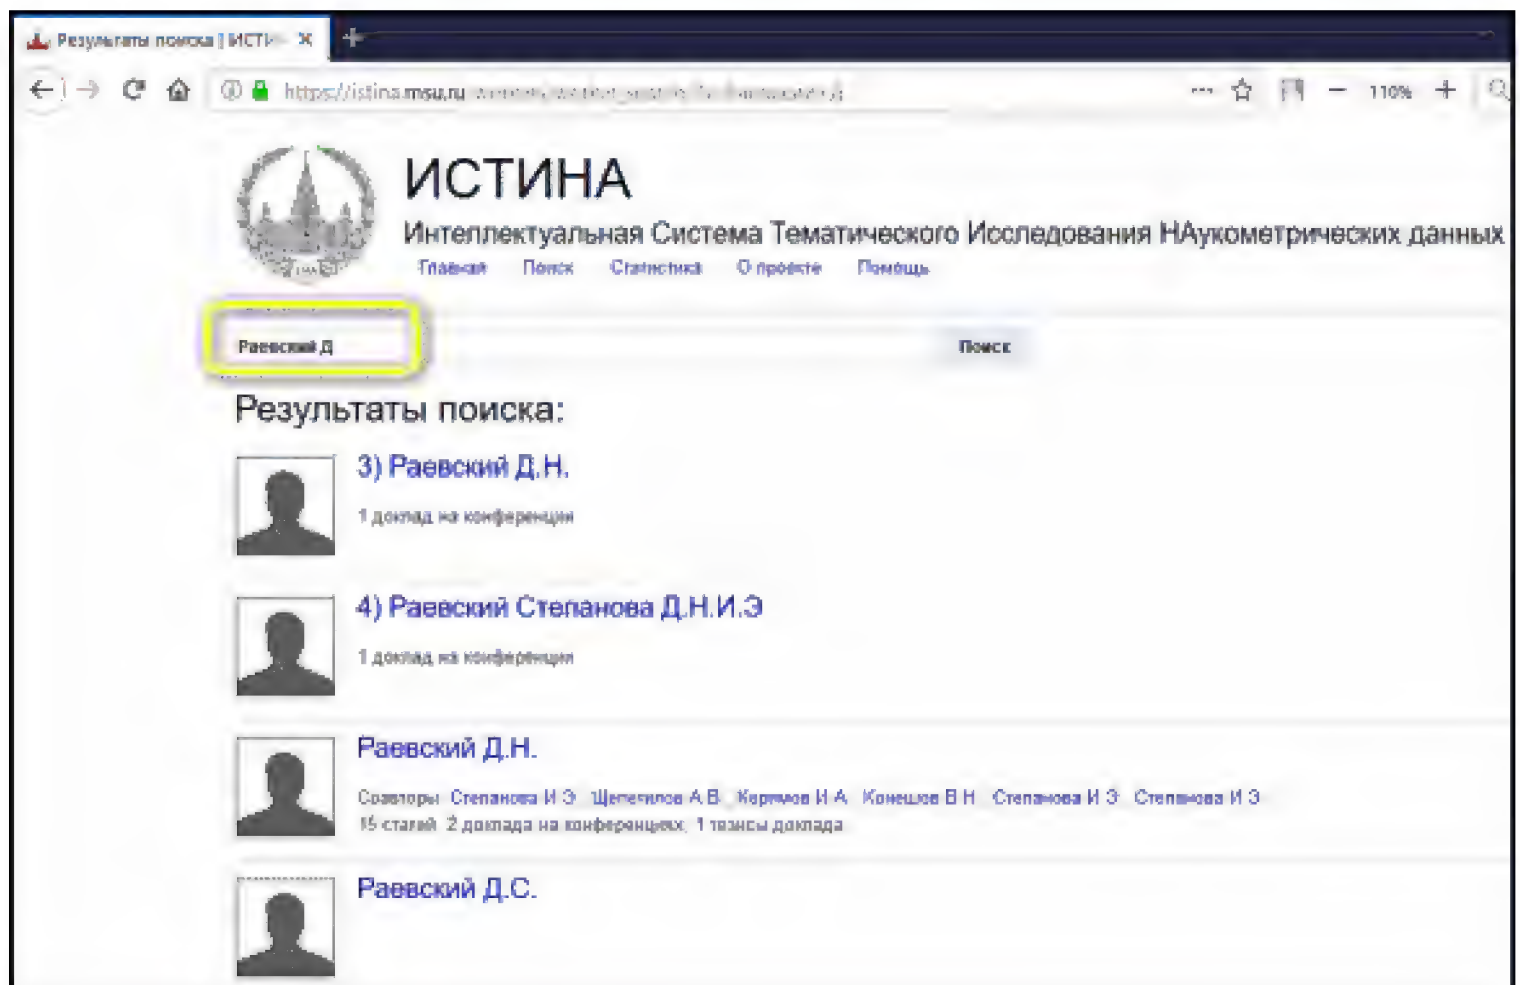 Результаты поиска | ИСТИ
https://istina.msu.ru
110%
ИСТИНА
Интеллектуальная Система Тематического Исследования НАукометрических данных
Главная Поиск Статистика О проекте Помощь
Раевский Д
Поиск
Результаты поиска:
3) Раевский Д.Н.
1 доклад на конференции
4) Раевский Степанова Д.Н.И.Э
1 доклад на конференции
Раевский Д.Н.
Соавторы: Степанова И Э Щепетилов А В Керимов И А Конешов В Н Степанова И Э Степанова И Э
15 статей 2 доклада на конференциях, 1 тезисы доклада
Раевский Д.С.